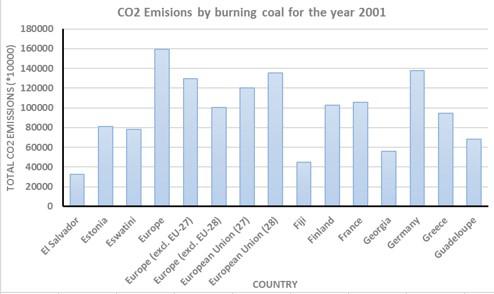 CO2 Emisions by burning coal for the year 2001
TOTAL CO2 EMISSIONS (*10000)
180000
160000
140000
120000
100000
80000
60000
40000
20000
0
El Salvador
Estonia
Eswatini
Europe
Europe (excl. EU-27)
Europe (excl. EU-28)
European Union (27)
European Union (28)
Fiji
Finland
France
Georgia
Germany
Greece
Guadeloupe
COUNTRY